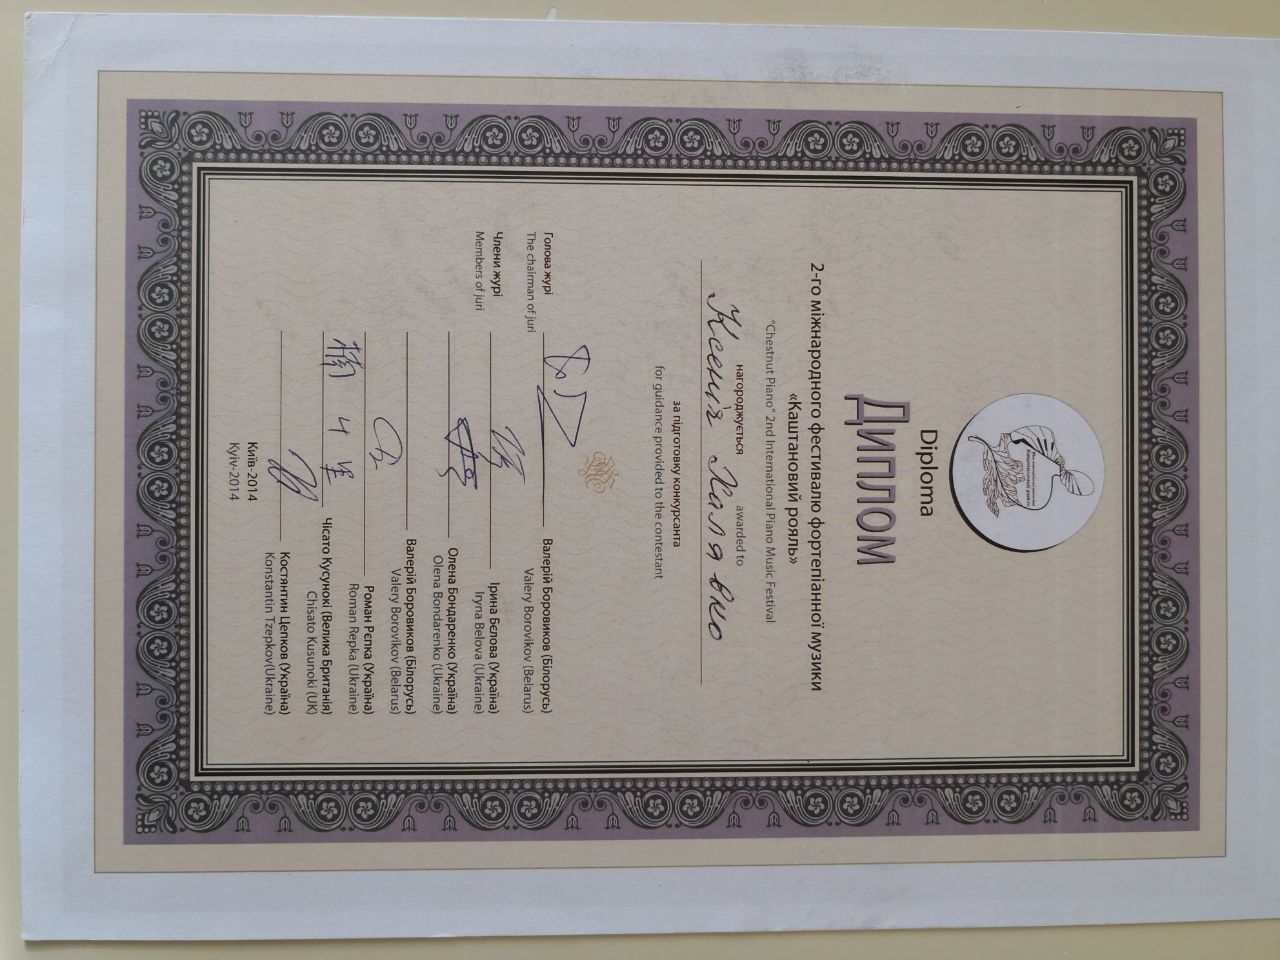 Диплом
Diploma
2-го міжнародного фестивалю фортепіанної музики
«Каштановий рояль»
"Chestnut Piano" 2nd International Piano Music Festival
нагороджується awarded to
Ксенія Калявно
за підготовку конкурсанта
for guidance provided to the contestant
Голова журі
The chairman of juri
Валерій Боровиков (Білорусь)
Valery Borovikov (Belarus)
Члени журі
Members of juri
Ірина Бєлова (Україна)
Iryna Belova (Ukraine)
Олена Бондаренко (Україна)
Olena Bondarenko (Ukraine)
Валерій Боровиков (Білорусь)
Valery Borovikov (Belarus)
Роман Рєпка (Україна)
Roman Repka (Ukraine)
Чісато Кусунокі (Велика Британія)
Chisato Kusunoki (UK)
Костянтин Цепков (Україна)
Konstantin Tzepkov(Ukraine)
Київ-2014
Kyiv-2014